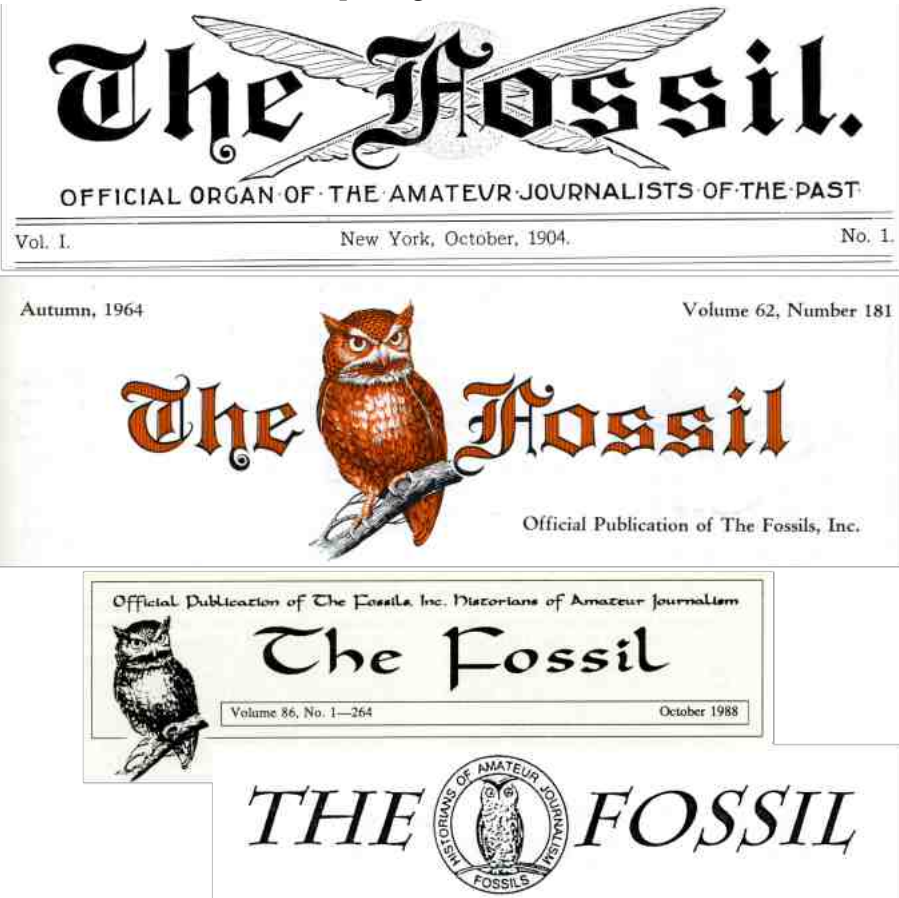 The Fossil.
OFFICIAL ORGAN·OF·THE·AMATEUR·JOURNALISTS·OF·THE·PAST
Vol. I. New York, October, 1904. No. 1.
Autumn, 1964 Volume 62, Number 181
The Fossil
Official Publication of The Fossils, Inc.
Official Publication of The Fossils, Inc. Historians of Amateur Journalism
The Fossil
Volume 86, No. 1—264 October 1988
THE FOSSIL
HISTORIANS OF AMATEUR JOURNALISM
FOSSILS